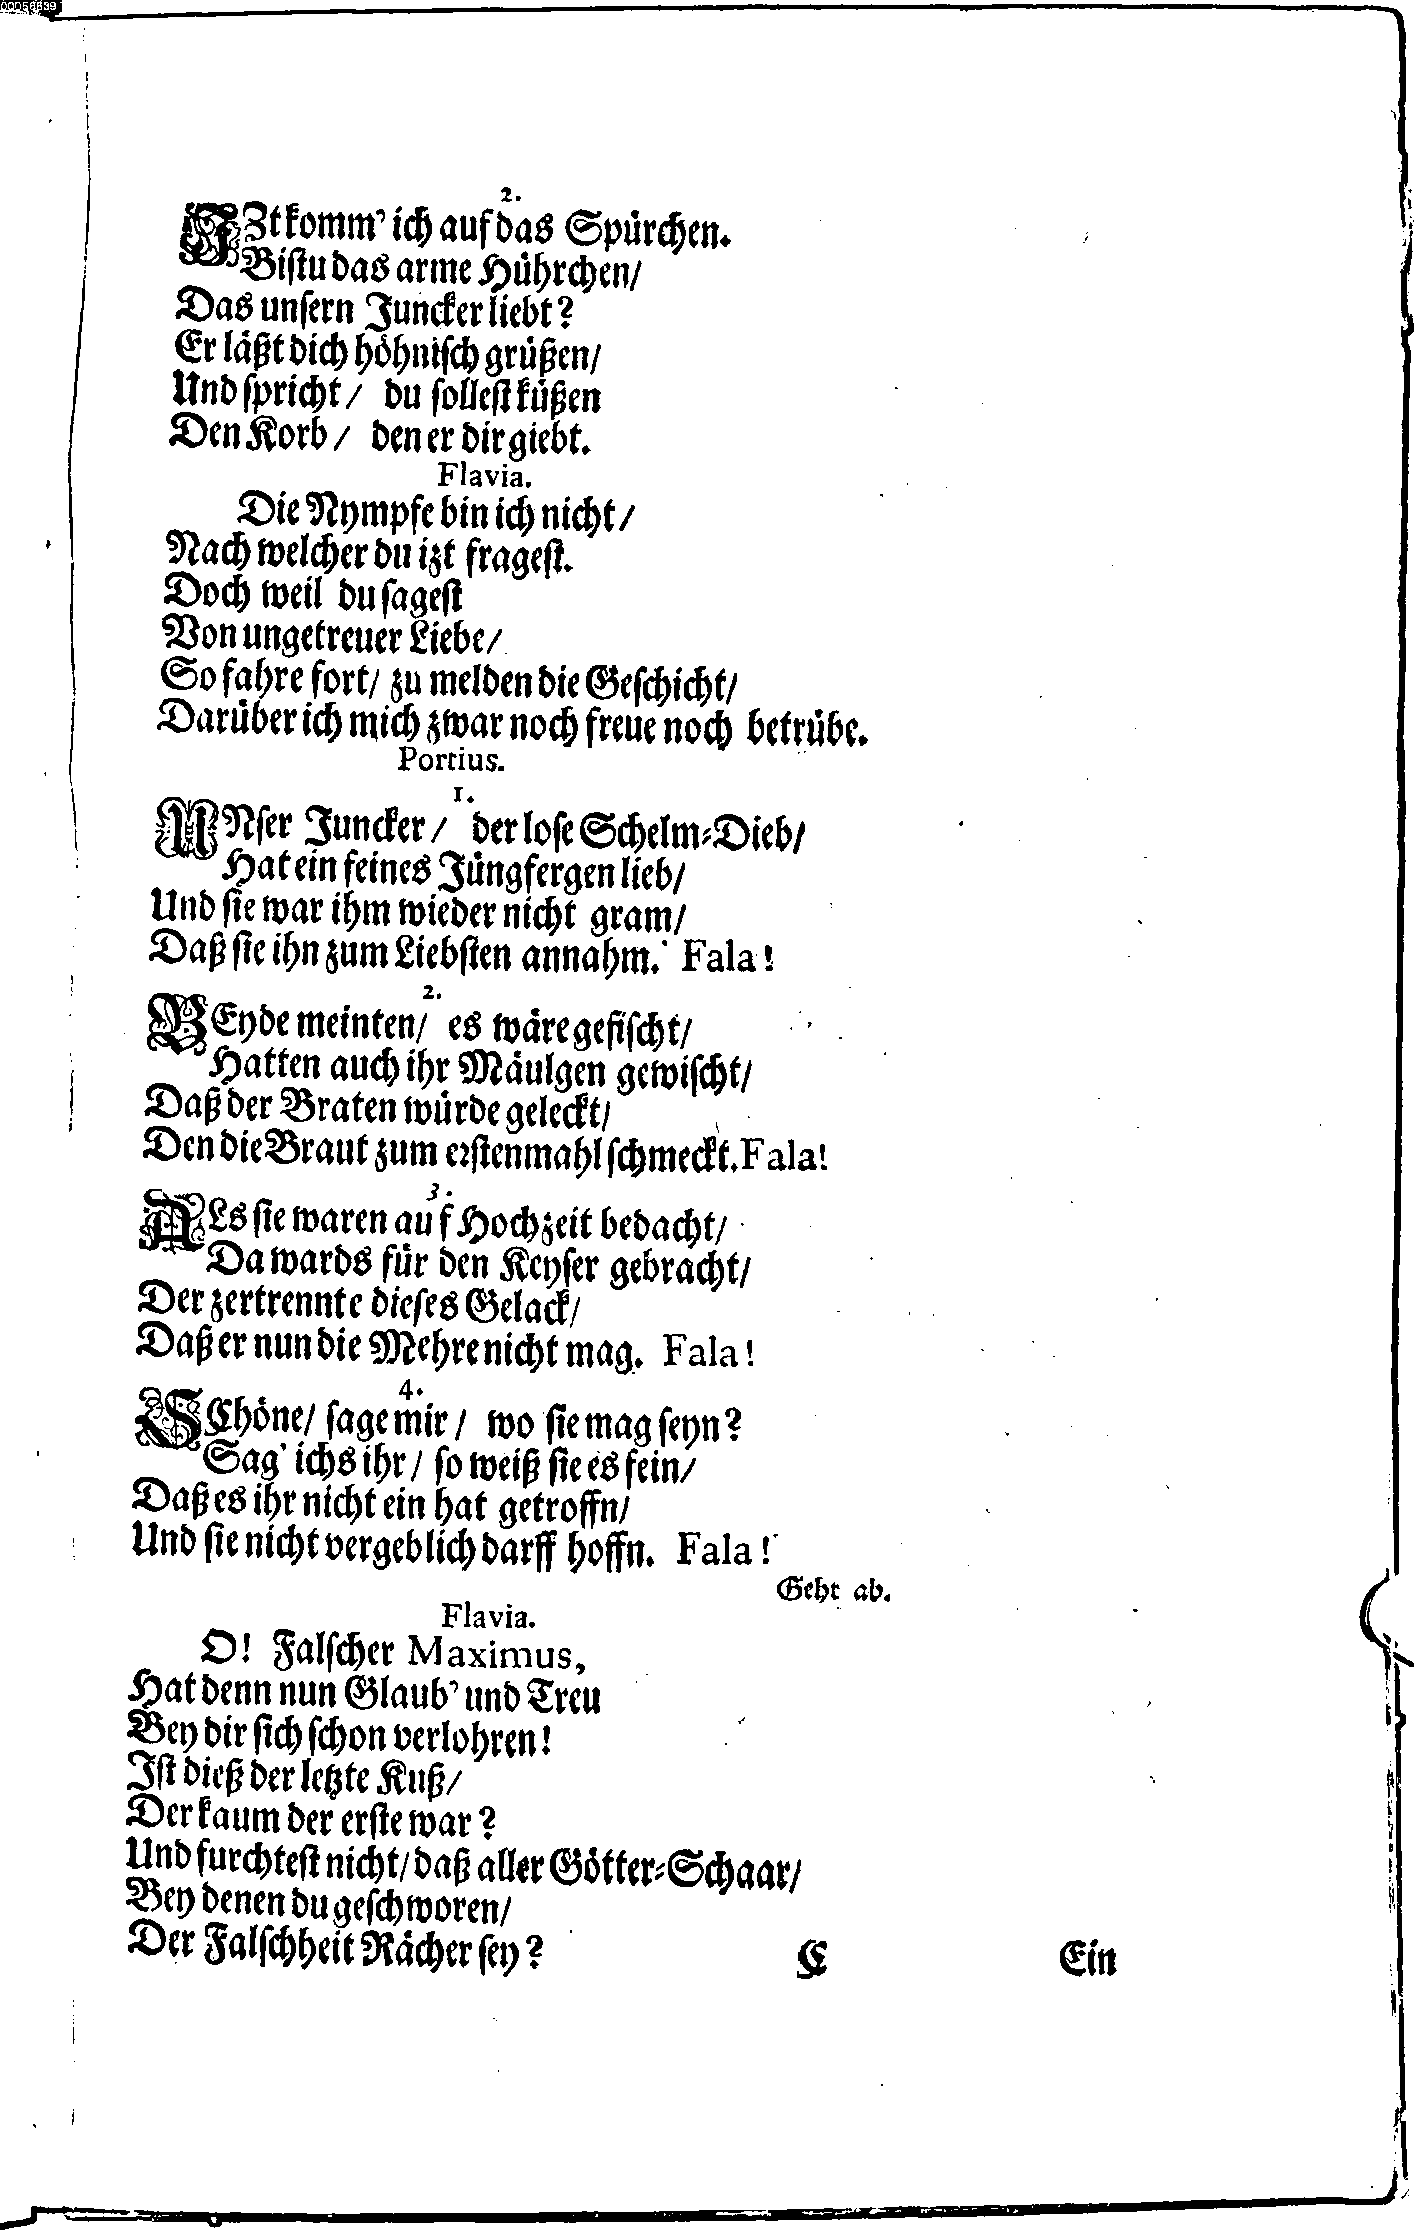 00056639
2.
IZt komm' ich auf das Spürchen.
Bistu das arme Hührchen/
Das unsern Juncker liebt?
Er läßt dich höhnisch grüßen/
Und spricht/ du sollest küßen
Den Korb/ den er dir giebt.
Flavia.
Die Nympfe bin ich nicht/
Nach welcher du izt fragest.
Doch weil du sagest
Von ungetreuer Liebe/
So fahre fort/ zu melden die Geschicht/
Darüber ich mich zwar noch freue noch betrübe.
Portius.
1.
UNser Juncker/ der lose Schelm-Dieb/
Hat ein feines Jüngfergen lieb/
Und sie war ihm wieder nicht gram/
Daß sie ihn zum Liebsten annahm. Fala!
2.
BEyde meinten/ es wäre gefischt/
Hatten auch ihr Mäulgen gewischt/
Daß der Braten würde geleckt/
Den die Braut zum erstenmahl schmeckt. Fala!
3.
ALs sie waren auf Hochzeit bedacht/
Da wards für den Keyser gebracht/
Der zertrennte dieses Gelack/
Daß er nun die Mehre nicht mag. Fala!
4.
SChöne/ sage mir/ wo sie mag seyn?
Sag' ichs ihr/ so weiß sie es fein/
Daß es ihr nicht ein hat getroffn/
Und sie nicht vergeblich darff hoffn. Fala!
Geht ab.
Flavia.
O! Falscher Maximus,
Hat denn nun Glaub' und Treu
Bey dir sich schon verlohren!
Ist dieß der letzte Kuß/
Der kaum der erste war?
Und furchtest nicht/ daß aller Götter-Schaar/
Bey denen du geschworen/
Der Falschheit Rächer sey?
C Ein